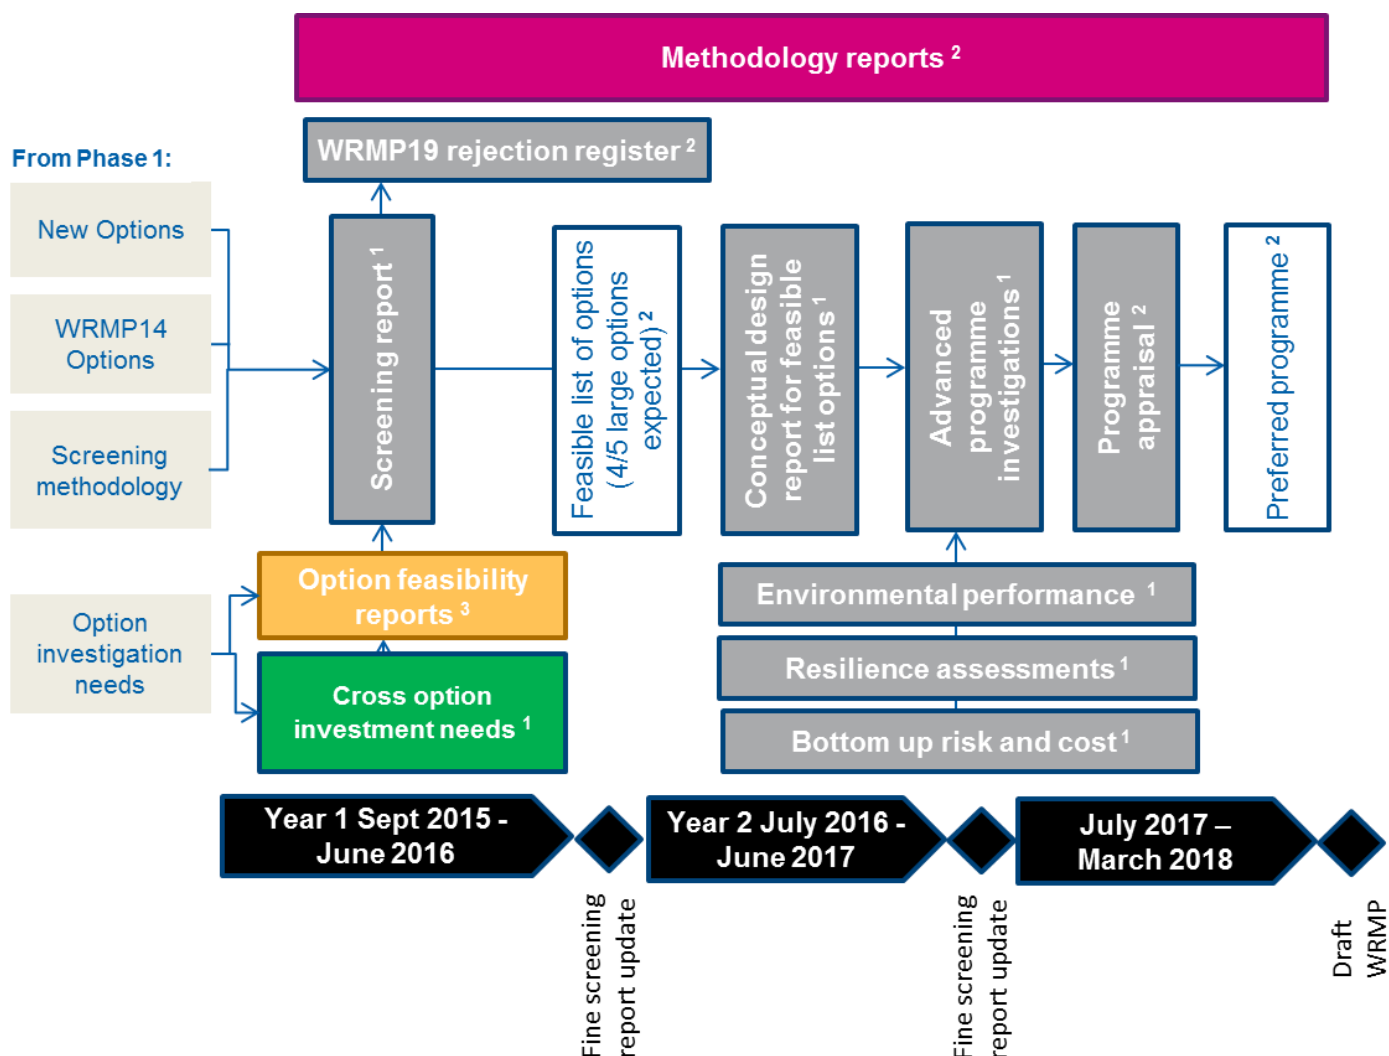 Methodology reports 2
WRMP19 rejection register 2
From Phase 1:
New Options
WRMP14
Options
Screening
methodology
Option
investigation
needs
Screening report 1
Feasible list of options
(4/5 large options
expected) 2
Conceptual design
report for feasible
list options 1
Advanced
programme
investigations 1
Programme
appraisal 2
Preferred programme 2
Option feasibility
reports 3
Cross option
investment needs 1
Environmental performance 1
Resilience assessments 1
Bottom up risk and cost 1
Year 1 Sept 2015 -
June 2016
Year 2 July 2016 -
June 2017
July 2017 –
March 2018
Fine screening
report update
Fine screening
report update
Draft
WRMP